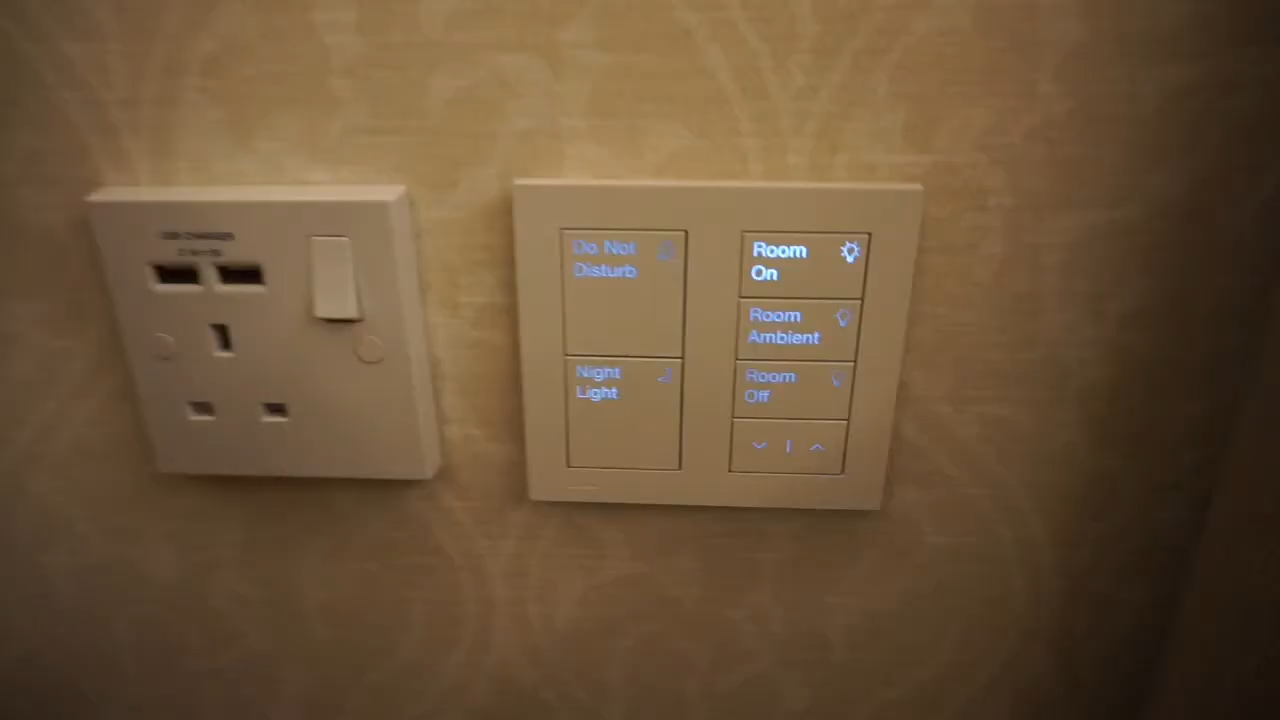 Do Not
Disturb
Night
Light
Room
On
Room
Ambient
Room
Off